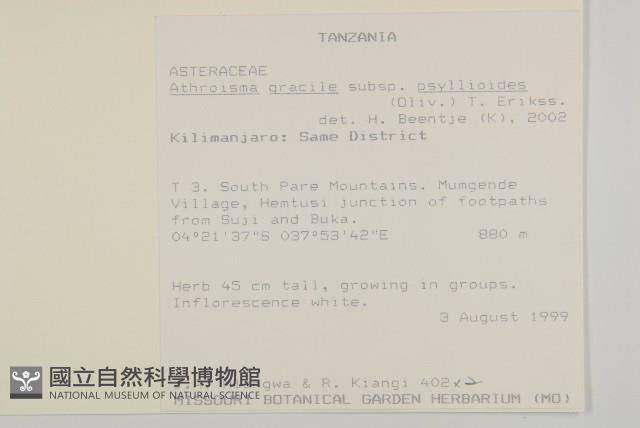 TANZANIA
ASTERACEAE
Athroisma gracile subsp. psyllioides
(Oliv.) T. Erikss.
det. H. Beentje (K), 2002
Kilimanjaro: Same District
T 3. South Pare Mountains. Mumgende
Village, Hemtusi junction of footpaths
from Suji and Buka.
04°21'37"S 037°53'42"E 880 m
Herb 45 cm tall, growing in groups.
Inflorescence white.
3 August 1999
& R. Kiangi 402
MISSOURI BOTANICAL GARDEN HERBARIUM (MO)
國立自然科學博物館
NATIONAL MUSEUM OF NATURAL SCIENCE